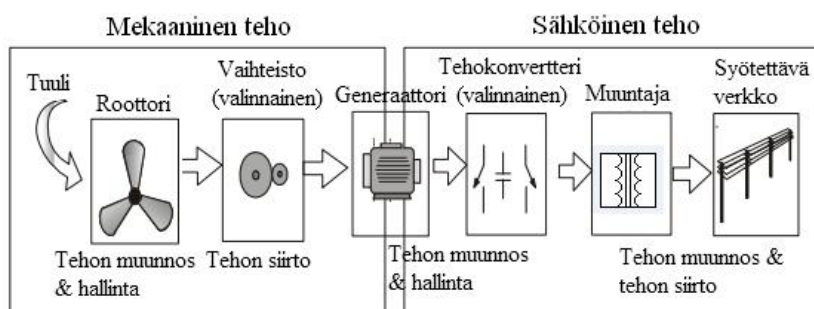 Mekaaninen teho
Sähköinen teho
Tuuli
Roottori
Vaihteisto
(valinnainen)
Generaattori
Tehokonvertteri
(valinnainen)
Muuntaja
Syötettävä
verkko
Tehon muunnos
& hallinta
Tehon siirto
Tehon muunnos
& hallinta
Tehon muunnos &
tehon siirto